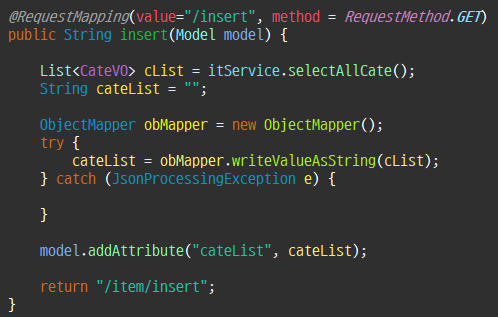 @RequestMapping(value="/insert", method = RequestMethod.GET)
public String insert(Model model) {
List<CateVO> cList = itService.selectAllCate();
String cateList = "";
ObjectMapper obMapper = new ObjectMapper();
try {
cateList = obMapper.writeValueAsString(cList);
} catch (JsonProcessingException e) {
}
model.addAttribute("cateList", cateList);
return "/item/insert";
}